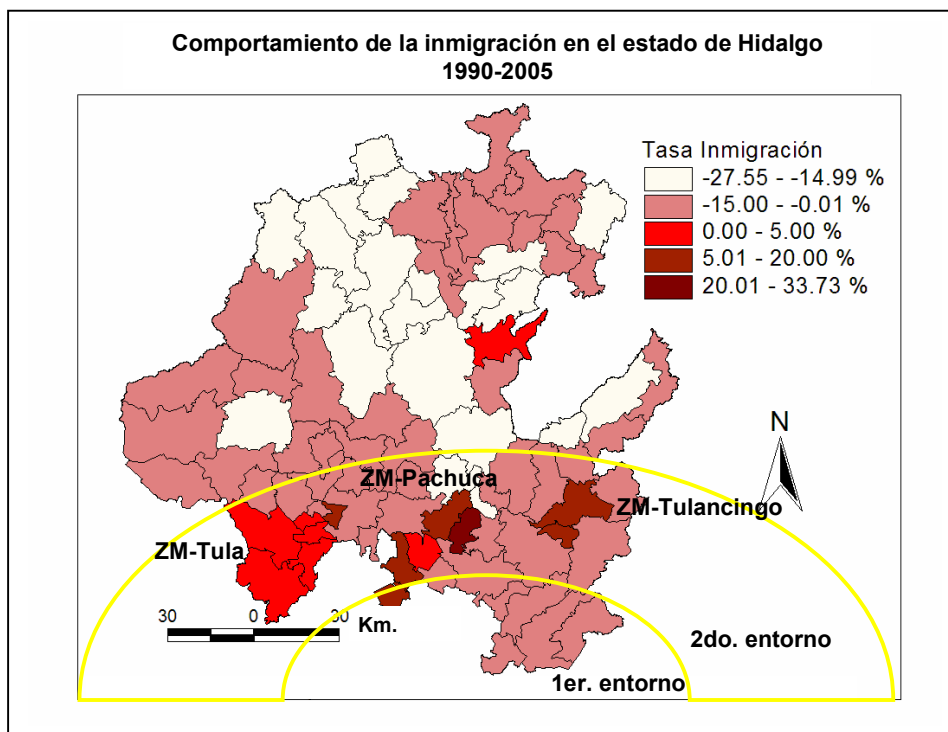 Comportamiento de la inmigración en el estado de Hidalgo
1990-2005
Tasa Inmigración
-27.55 - -14.99 %
-15.00 - -0.01 %
0.00 - 5.00 %
5.01 - 20.00 %
20.01 - 33.73 %
N
ZM-Pachuca
ZM-Tulancingo
ZM-Tula
30 0 30
Km.
2do. entorno
1er. entorno